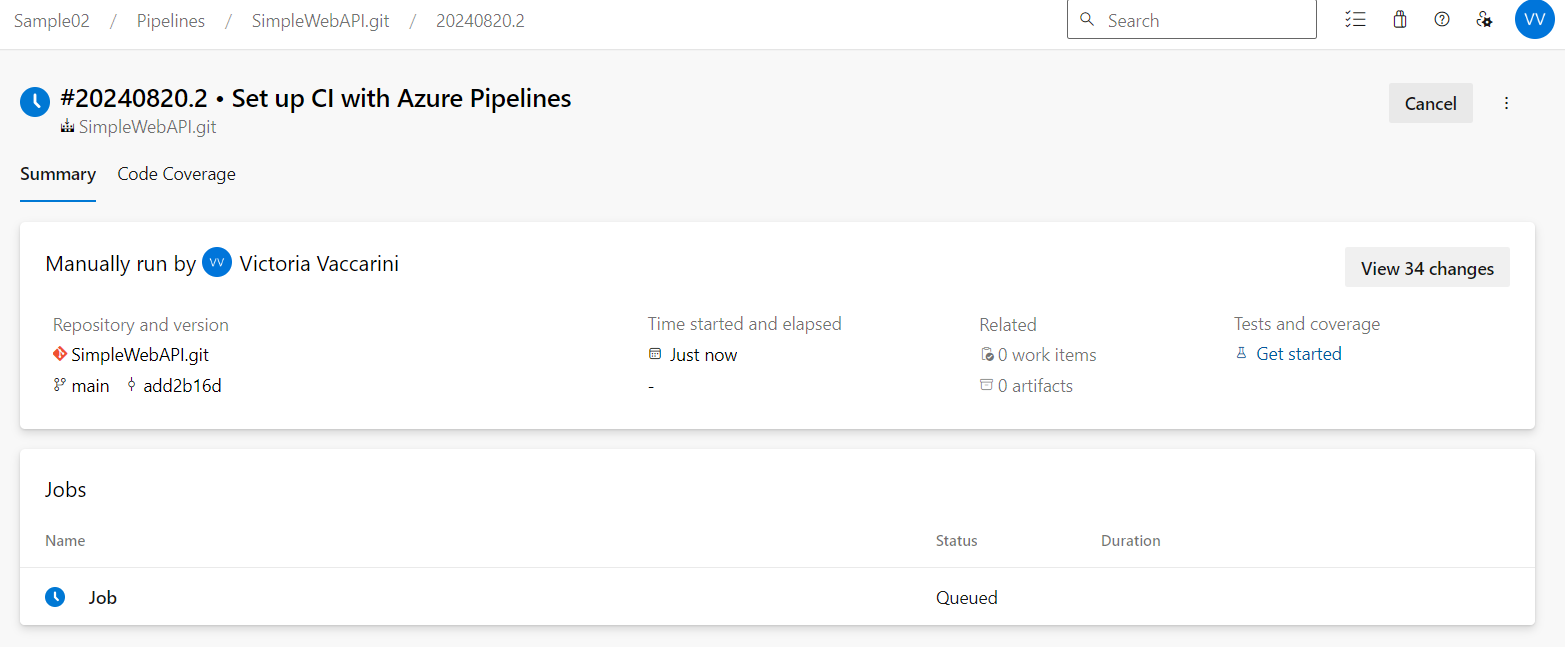 Sample02 / Pipelines / SimpleWebAPI.git / 20240820.2
Search
VV
#20240820.2 • Set up CI with Azure Pipelines
SimpleWebAPI.git
Cancel
Summary Code Coverage
Manually run by VV Victoria Vaccarini
View 34 changes
Repository and version Time started and elapsed Related Tests and coverage
SimpleWebAPI.git Just now 0 work items Get started
main add2b16d - 0 artifacts
Jobs
Name Status Duration
Job Queued